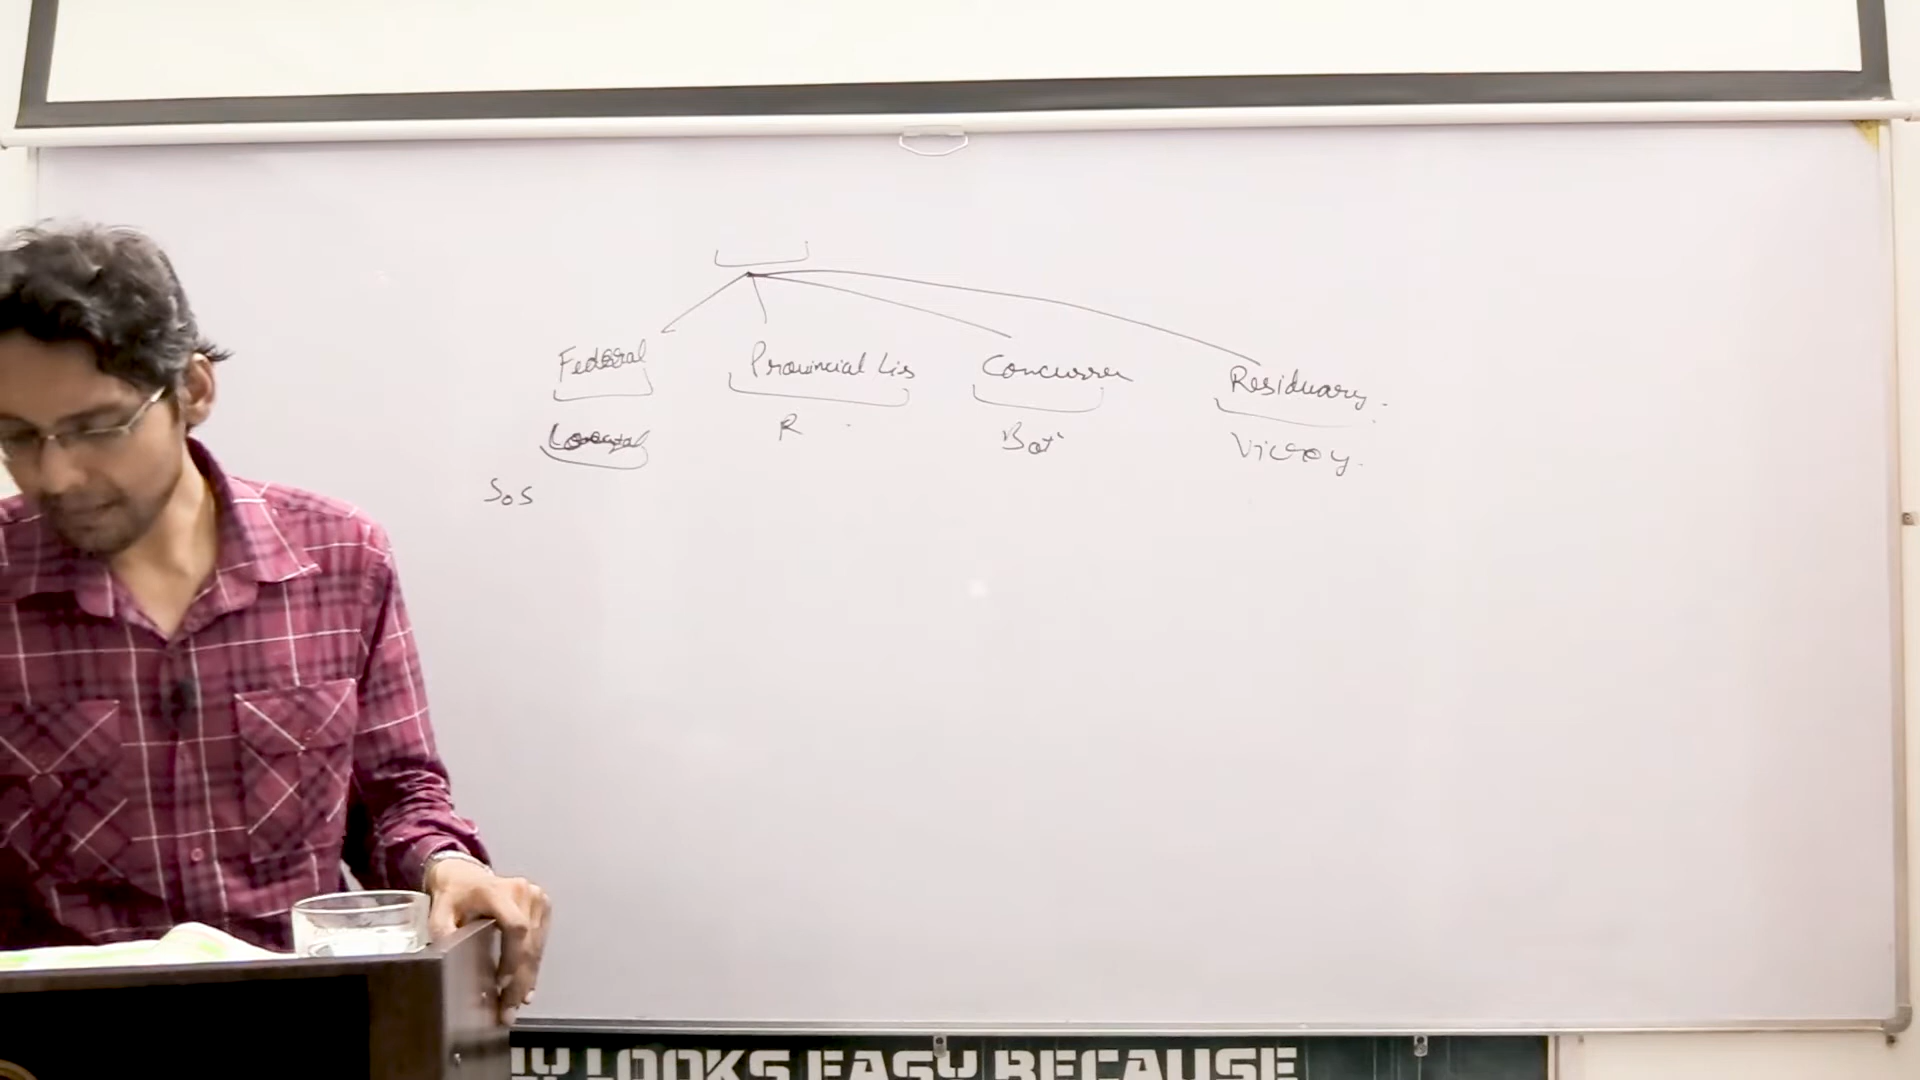 Federal Provincial Lis Concurren Residuary.
R Bot Viceroy.
SoS
LOOKS EASY BECAUSE